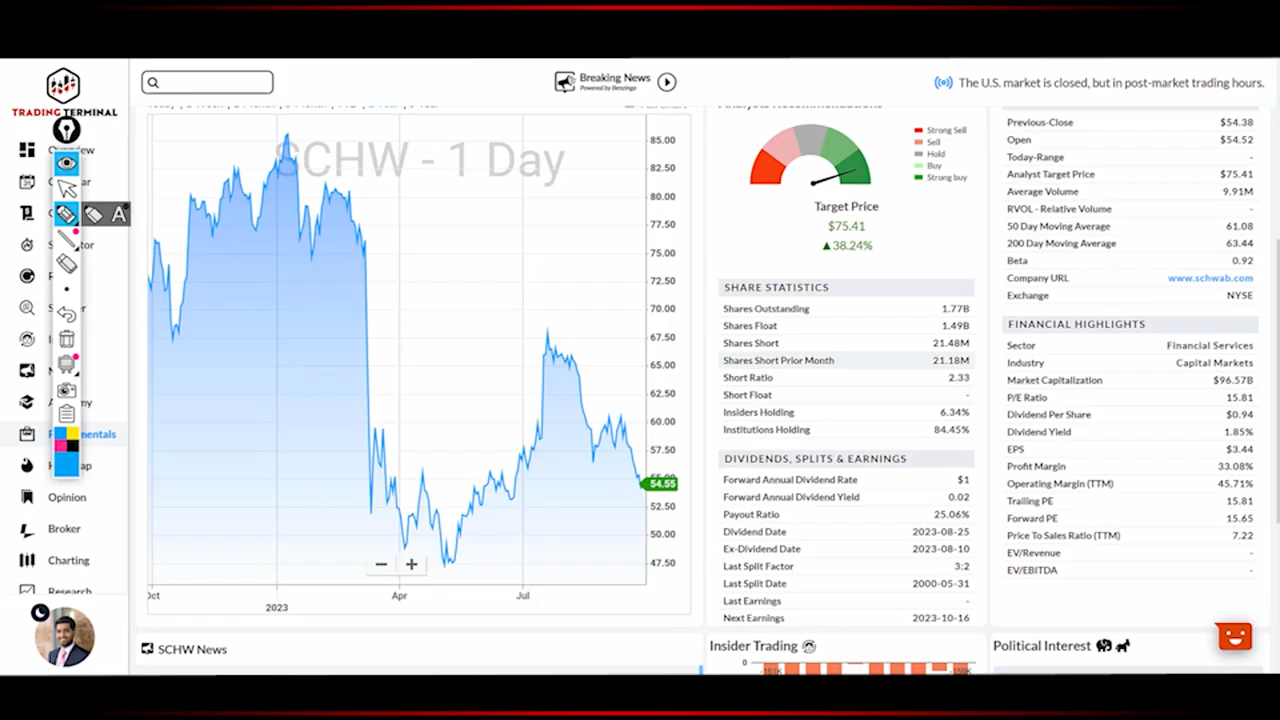 TRADING TERMINAL
Breaking News
Powered by Benzinga
The U.S. market is closed, but in post-market trading hours.
A
Opinion
Broker
Charting
Research
SCHW - 1 Day
85.00
82.50
80.00
77.50
75.00
72.50
70.00
67.50
65.00
62.50
60.00
57.50
54.55
52.50
50.00
47.50
Oct
2023
Apr
Jul
SCHW News
Analysts Recommendations
Strong Sell
Sell
Hold
Buy
Strong buy
Target Price
$75.41
▲38.24%
SHARE STATISTICS
Shares Outstanding 1.77B
Shares Float 1.49B
Shares Short 21.48M
Shares Short Prior Month 21.18M
Short Ratio 2.33
Short Float -
Insiders Holding 6.34%
Institutions Holding 84.45%
DIVIDENDS, SPLITS & EARNINGS
Forward Annual Dividend Rate $1
Forward Annual Dividend Yield 0.02
Payout Ratio 25.06%
Dividend Date 2023-08-25
Ex-Dividend Date 2023-08-10
Last Split Factor 3:2
Last Split Date 2000-05-31
Last Earnings -
Next Earnings 2023-10-16
Insider Trading
0
Previous-Close $54.38
Open $54.52
Today-Range -
Analyst Target Price $75.41
Average Volume 9.91M
RVOL - Relative Volume -
50 Day Moving Average 61.08
200 Day Moving Average 63.44
Beta 0.92
Company URL www.schwab.com
Exchange NYSE
FINANCIAL HIGHLIGHTS
Sector Financial Services
Industry Capital Markets
Market Capitalization $96.57B
P/E Ratio 15.81
Dividend Per Share $0.94
Dividend Yield 1.85%
EPS $3.44
Profit Margin 33.08%
Operating Margin (TTM) 45.71%
Trailing PE 15.81
Forward PE 15.65
Price To Sales Ratio (TTM) 7.22
EV/Revenue -
EV/EBITDA -
Political Interest